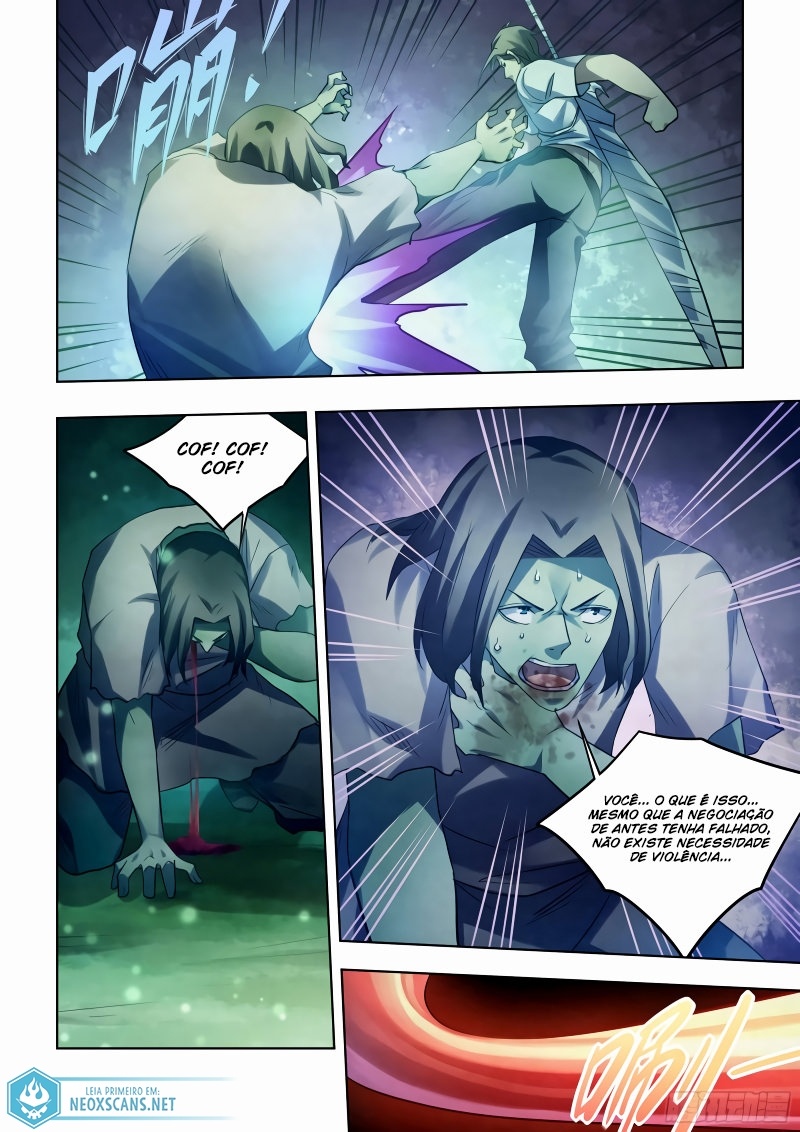 嘣!
COF! COF!
COF!
VOCÊ... O QUE É ISSO...
MESMO QUE A NEGOCIAÇÃO
DE ANTES TENHA FALHADO,
NÃO EXISTE NECESSIDADE
DE VIOLÊNCIA...
LEIA PRIMEIRO EM:
NEOXSCANS.NET